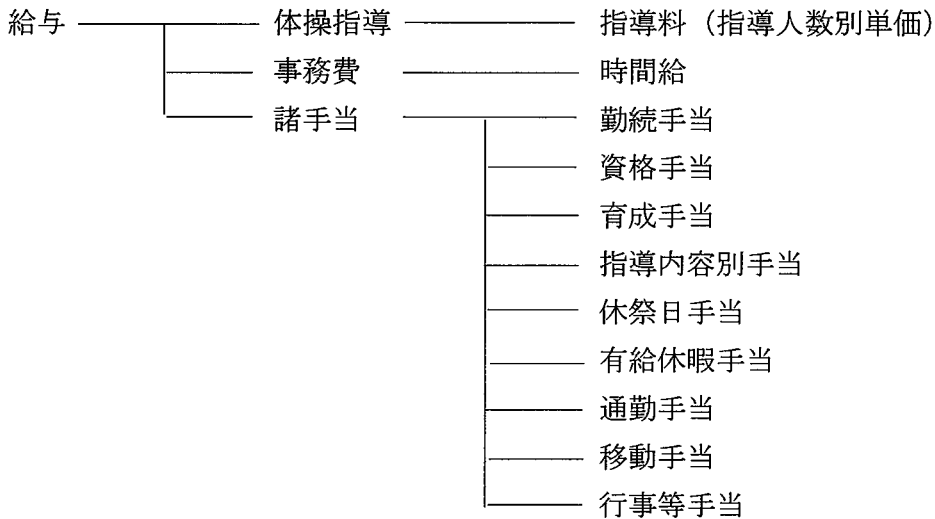 給与 体操指導 指導料（指導人数別単価）
事務費 時間給
諸手当 勤続手当
資格手当
育成手当
指導内容別手当
休祭日手当
有給休暇手当
通勤手当
移動手当
行事等手当